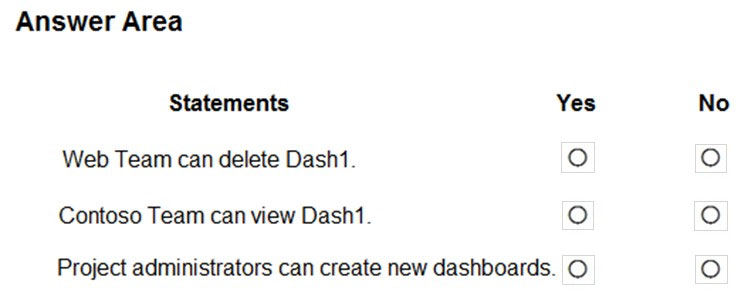 Answer Area
Statements Yes No
Web Team can delete Dash1.
Contoso Team can view Dash1.
Project administrators can create new dashboards.